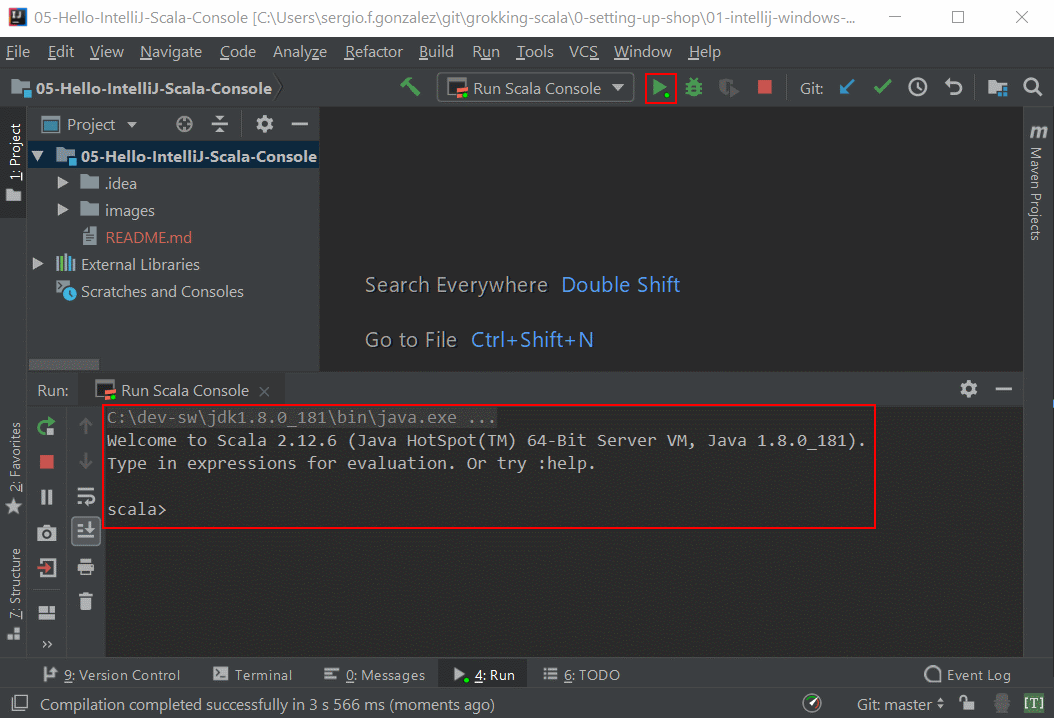 05-Hello-IntelliJ-Scala-Console [C:\Users\sergio.f.gonzalez\git\grokking-scala\0-setting-up-shop\01-intellij-windows-...
File Edit View Navigate Code Analyze Refactor Build Run Tools VCS Window Help
05-Hello-IntelliJ-Scala-Console Run Scala Console Git:
1: Project
Project
05-Hello-IntelliJ-Scala-Console
.idea
images
README.md
External Libraries
Scratches and Consoles
Search Everywhere Double Shift
Go to File Ctrl+Shift+N
m Maven Projects
Run: Run Scala Console
2: Favorites
7: Structure
C:\dev-sw\jdk1.8.0_181\bin\java.exe ...
Welcome to Scala 2.12.6 (Java HotSpot(TM) 64-Bit Server VM, Java 1.8.0_181).
Type in expressions for evaluation. Or try :help.
scala>
9: Version Control Terminal 0: Messages 4: Run 6: TODO Event Log
Compilation completed successfully in 3 s 566 ms (moments ago) Git: master [T]